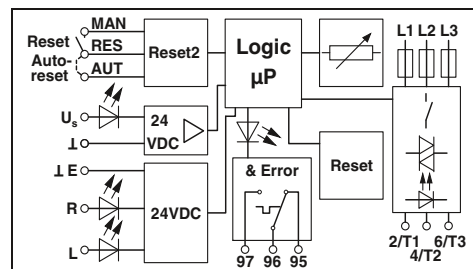 MAN
Reset RES
Auto-
reset AUT
Reset2
Logic
µP
L1 L2 L3
Us
24
VDC
⊥
⊥ E
R
L
24VDC
& Error
Reset
97 96 95
2/T1 6/T3
4/T2